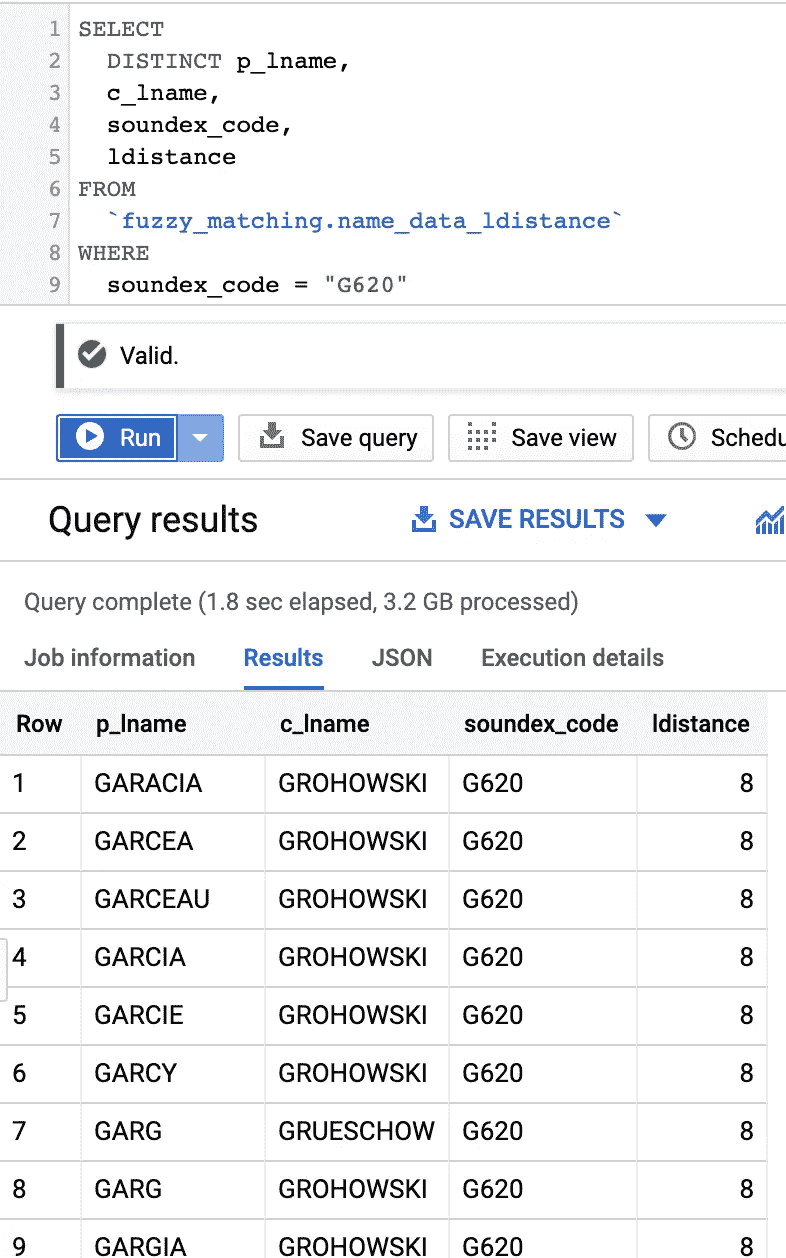 1 SELECT
2 DISTINCT p_lname,
3 c_lname,
4 soundex_code,
5 ldistance
6 FROM
7 `fuzzy_matching.name_data_ldistance`
8 WHERE
9 soundex_code = "G620"
Valid.
Run Save query Save view Schedu
Query results SAVE RESULTS
Query complete (1.8 sec elapsed, 3.2 GB processed)
Job information Results JSON Execution details
Row p_lname c_lname soundex_code ldistance
1 GARACIA GROHOWSKI G620 8
2 GARCEA GROHOWSKI G620 8
3 GARCEAU GROHOWSKI G620 8
4 GARCIA GROHOWSKI G620 8
5 GARCIE GROHOWSKI G620 8
6 GARCY GROHOWSKI G620 8
7 GARG GRUESCHOW G620 8
8 GARG GROHOWSKI G620 8
9 GARGIA GROHOWSKI G620 8